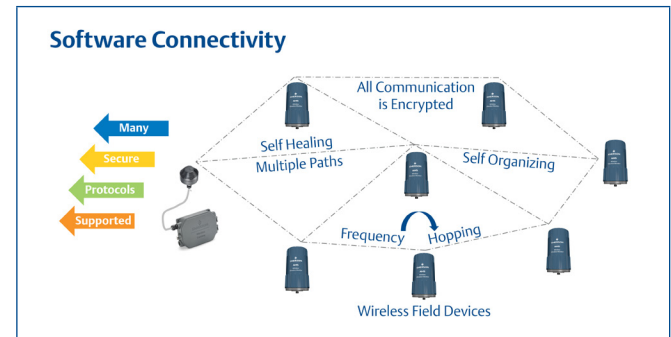 Software Connectivity
All Communication
is Encrypted
Many
Secure
Protocols
Supported
Self Healing
Multiple Paths
Self Organizing
Frequency Hopping
Wireless Field Devices